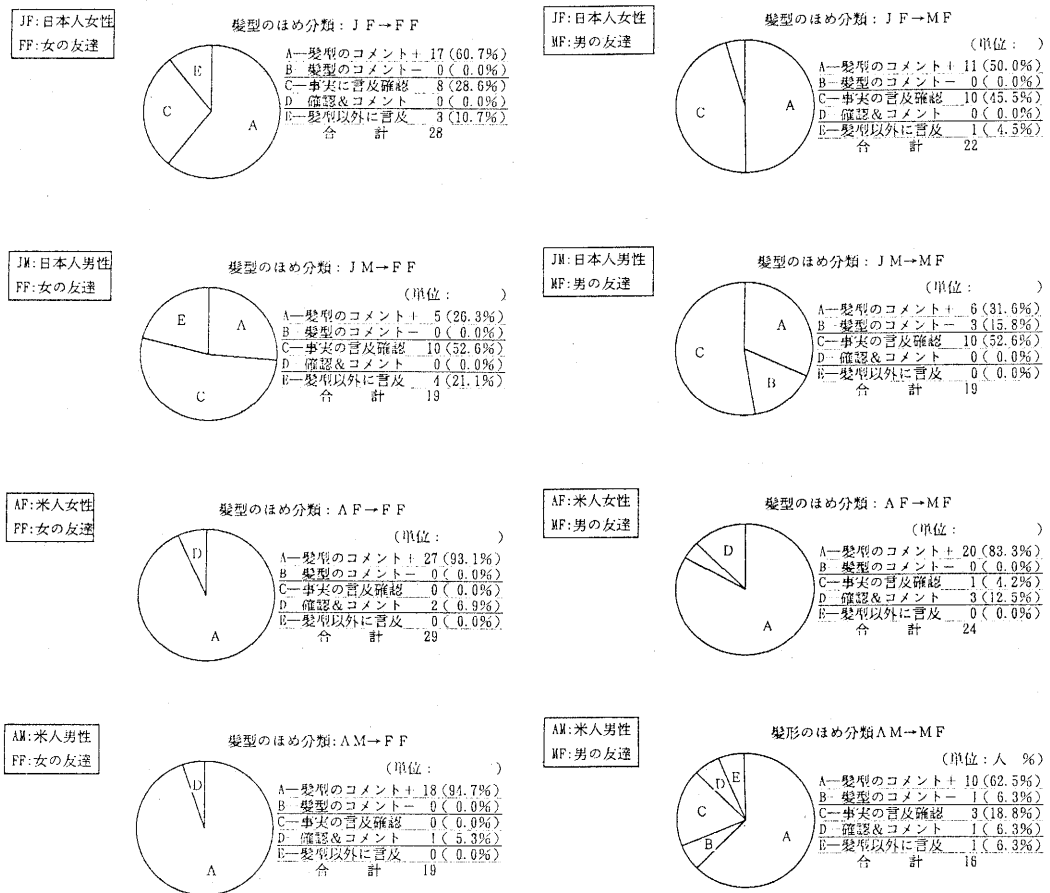 JF:日本人女性
FF:女の友達
髪型のほめ分類:JF→FF
A―髪型のコメント+ 17(60.7%)
B 髪型のコメント- 0( 0.0%)
C―事実に言及確認 8(28.6%)
D 確認&コメント 0( 0.0%)
E―髪型以外に言及 3(10.7%)
合 計 28
A
C
E
JF:日本人女性
MF:男の友達
髪型のほめ分類:JF→MF
(単位: )
A―髪型のコメント+ 11(50.0%)
B 髪型のコメント- 0( 0.0%)
C―事実の言及確認 10(45.5%)
D 確認&コメント 0( 0.0%)
E―髪型以外に言及 1( 4.5%)
合 計 22
A
C
JM:日本人男性
FF:女の友達
髪型のほめ分類:JM→FF
(単位: )
A―髪型のコメント+ 5(26.3%)
B 髪型のコメント- 0( 0.0%)
C―事実の言及確認 10(52.6%)
D 確認&コメント 0( 0.0%)
E―髪型以外に言及 4(21.1%)
合 計 19
E
A
C
JM:日本人男性
MF:男の友達
髪型のほめ分類:JM→MF
(単位: )
A―髪型のコメント+ 6(31.6%)
B 髪型のコメント- 3(15.8%)
C―事実の言及確認 10(52.6%)
D 確認&コメント 0( 0.0%)
E―髪型以外に言及 0( 0.0%)
合 計 19
A
C
B
AF:米人女性
FF:女の友達
髪型のほめ分類:AF→FF
(単位: )
A―髪型のコメント+ 27(93.1%)
B 髪型のコメント- 0( 0.0%)
C―事実の言及確認 0( 0.0%)
D 確認&コメント 2( 6.9%)
E―髪型以外に言及 0( 0.0%)
合 計 29
D
A
AF:米人女性
MF:男の友達
髪型のほめ分類:AF→MF
(単位: )
A―髪型のコメント+ 20(83.3%)
B 髪型のコメント- 0( 0.0%)
C―事実の言及確認 1( 4.2%)
D 確認&コメント 3(12.5%)
E―髪型以外に言及 0( 0.0%)
合 計 24
D
A
AM:米人男性
FF:女の友達
髪型のほめ分類:AM→FF
(単位: )
A―髪型のコメント+ 18(94.7%)
B 髪型のコメント- 0( 0.0%)
C―事実の言及確認 0( 0.0%)
D 確認&コメント 1( 5.3%)
E―髪型以外に言及 0( 0.0%)
合 計 19
D
A
AM:米人男性
MF:男の友達
髪形のほめ分類AM→MF
(単位:人 %)
A―髪型のコメント+ 10(62.5%)
B 髪型のコメント- 1( 6.3%)
C―事実の言及確認 3(18.8%)
D 確認&コメント 1( 6.3%)
E―髪型以外に言及 1( 6.3%)
合 計 16
D
E
C
B
A